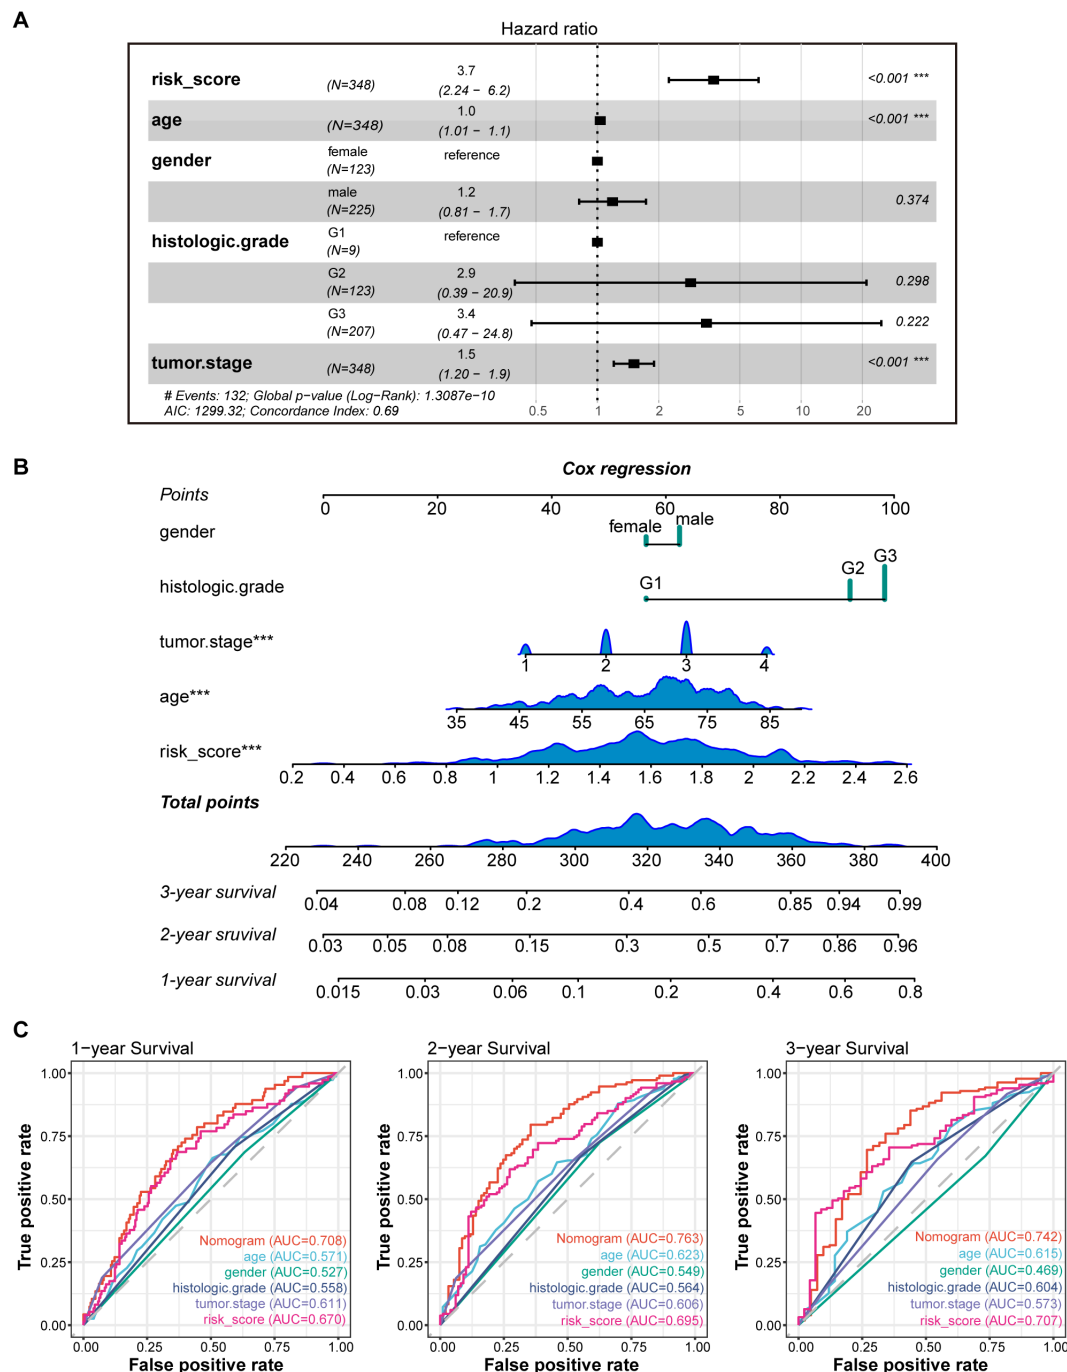 A
Hazard ratio
risk_score (N=348) 3.7 (2.24 − 6.2) <0.001 ***
age (N=348) 1.0 (1.01 − 1.1) <0.001 ***
gender female (N=123) reference
male (N=225) 1.2 (0.81 − 1.7) 0.374
histologic.grade G1 (N=9) reference
G2 (N=123) 2.9 (0.39 − 20.9) 0.298
G3 (N=207) 3.4 (0.47 − 24.8) 0.222
tumor.stage (N=348) 1.5 (1.20 − 1.9) <0.001 ***
# Events: 132; Global p−value (Log−Rank): 1.3087e−10
AIC: 1299.32; Concordance Index: 0.69
0.5 1 2 5 10 20
B
Cox regression
Points
0 20 40 60 80 100
gender female male
histologic.grade G1 G2 G3
tumor.stage***
1 2 3 4
age***
35 45 55 65 75 85
risk_score***
0.2 0.4 0.6 0.8 1 1.2 1.4 1.6 1.8 2 2.2 2.4 2.6
Total points
220 240 260 280 300 320 340 360 380 400
3-year survival
0.04 0.08 0.12 0.2 0.4 0.6 0.85 0.94 0.99
2-year sruvival
0.03 0.05 0.08 0.15 0.3 0.5 0.7 0.86 0.96
1-year survival
0.015 0.03 0.06 0.1 0.2 0.4 0.6 0.8
C
1−year Survival
True positive rate
1.00
0.75
0.50
0.25
0.00
Nomogram (AUC=0.708)
age (AUC=0.571)
gender (AUC=0.527)
histologic.grade (AUC=0.558)
tumor.stage (AUC=0.611)
risk_score (AUC=0.670)
0.00 0.25 0.50 0.75 1.00
False positive rate
2−year Survival
True positive rate
1.00
0.75
0.50
0.25
0.00
Nomogram (AUC=0.763)
age (AUC=0.623)
gender (AUC=0.549)
histologic.grade (AUC=0.564)
tumor.stage (AUC=0.606)
risk_score (AUC=0.695)
0.00 0.25 0.50 0.75 1.00
False positive rate
3−year Survival
True positive rate
1.00
0.75
0.50
0.25
0.00
Nomogram (AUC=0.742)
age (AUC=0.615)
gender (AUC=0.469)
histologic.grade (AUC=0.604)
tumor.stage (AUC=0.573)
risk_score (AUC=0.707)
0.00 0.25 0.50 0.75 1.00
False positive rate